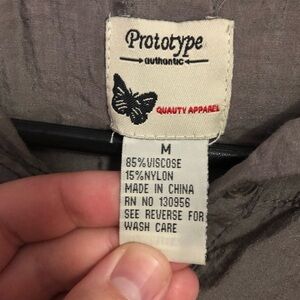 Prototype
authentic
QUALITY APPAREL
M
85%VISCOSE
15%NYLON
MADE IN CHINA
RN NO 130956
SEE REVERSE FOR
WASH CARE